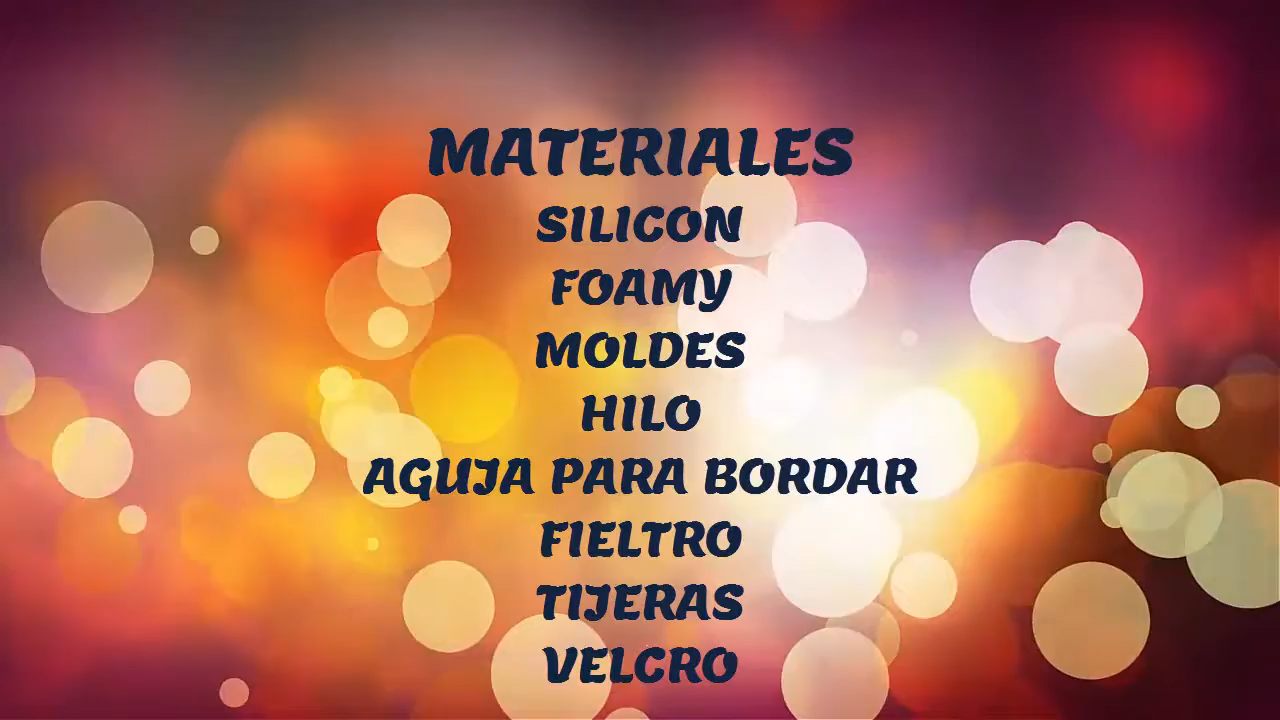 MATERIALES
SILICON
FOAMY
MOLDES
HILO
AGUJA PARA BORDAR
FIELTRO
TIJERAS
VELCRO